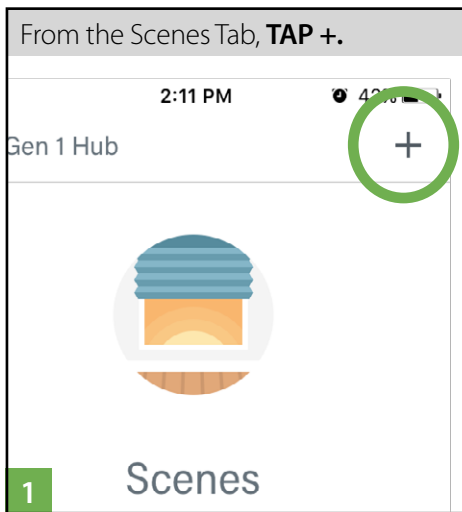 From the Scenes Tab, TAP +.
2:11 PM
Gen 1 Hub
+
Scenes
1